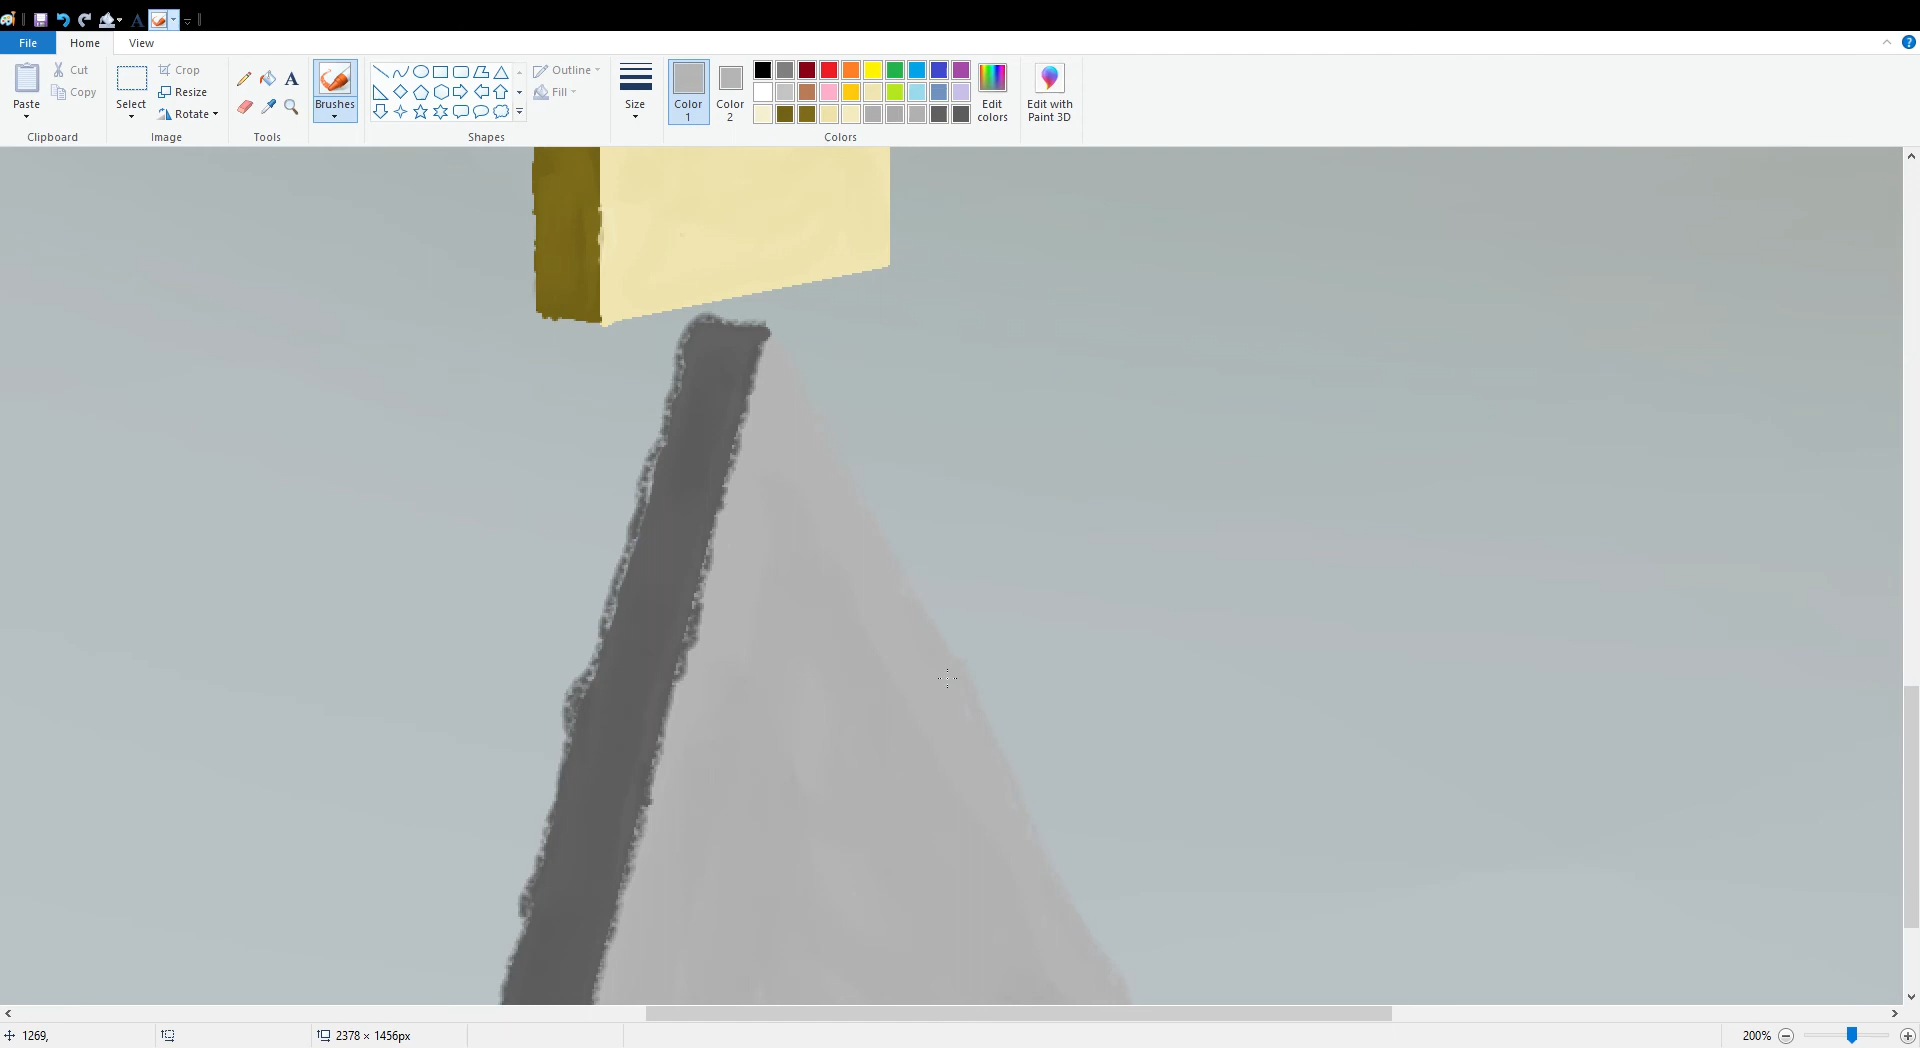 File Home View
Paste
Cut
Copy
Clipboard
Select
Crop
Resize
Rotate
Image
A
Tools
Brushes
Shapes
Outline
Fill
Size
Color 1
Color 2
Colors
Edit colors
Edit with Paint 3D
1269,
2378 × 1456px
200%